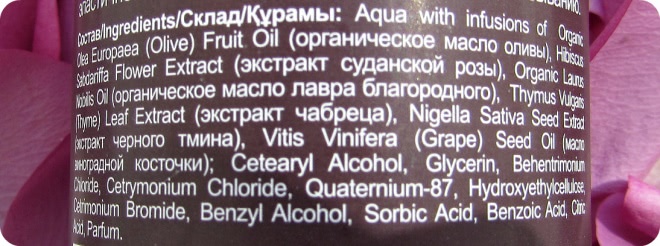 Состав/Ingredients/Склад/Құрамы: Aqua with infusions of Organic
Olea Europaea (Olive) Fruit Oil (органическое масло оливы), Hibiscus
Sabdariffa Flower Extract (экстракт суданской розы), Organic Laurus
Nobilis Oil (органическое масло лавра благородного), Thymus Vulgaris
(Thyme) Leaf Extract (экстракт чабреца), Nigella Sativa Seed Extract
(экстракт черного тмина), Vitis Vinifera (Grape) Seed Oil (масло
виноградной косточки); Cetearyl Alcohol, Glycerin, Behentrimonium
Chloride, Cetrymonium Chloride, Quaternium-87, Hydroxyethylcellulose,
Cetrimonium Bromide, Benzyl Alcohol, Sorbic Acid, Benzoic Acid, Citric
Acid, Parfum.